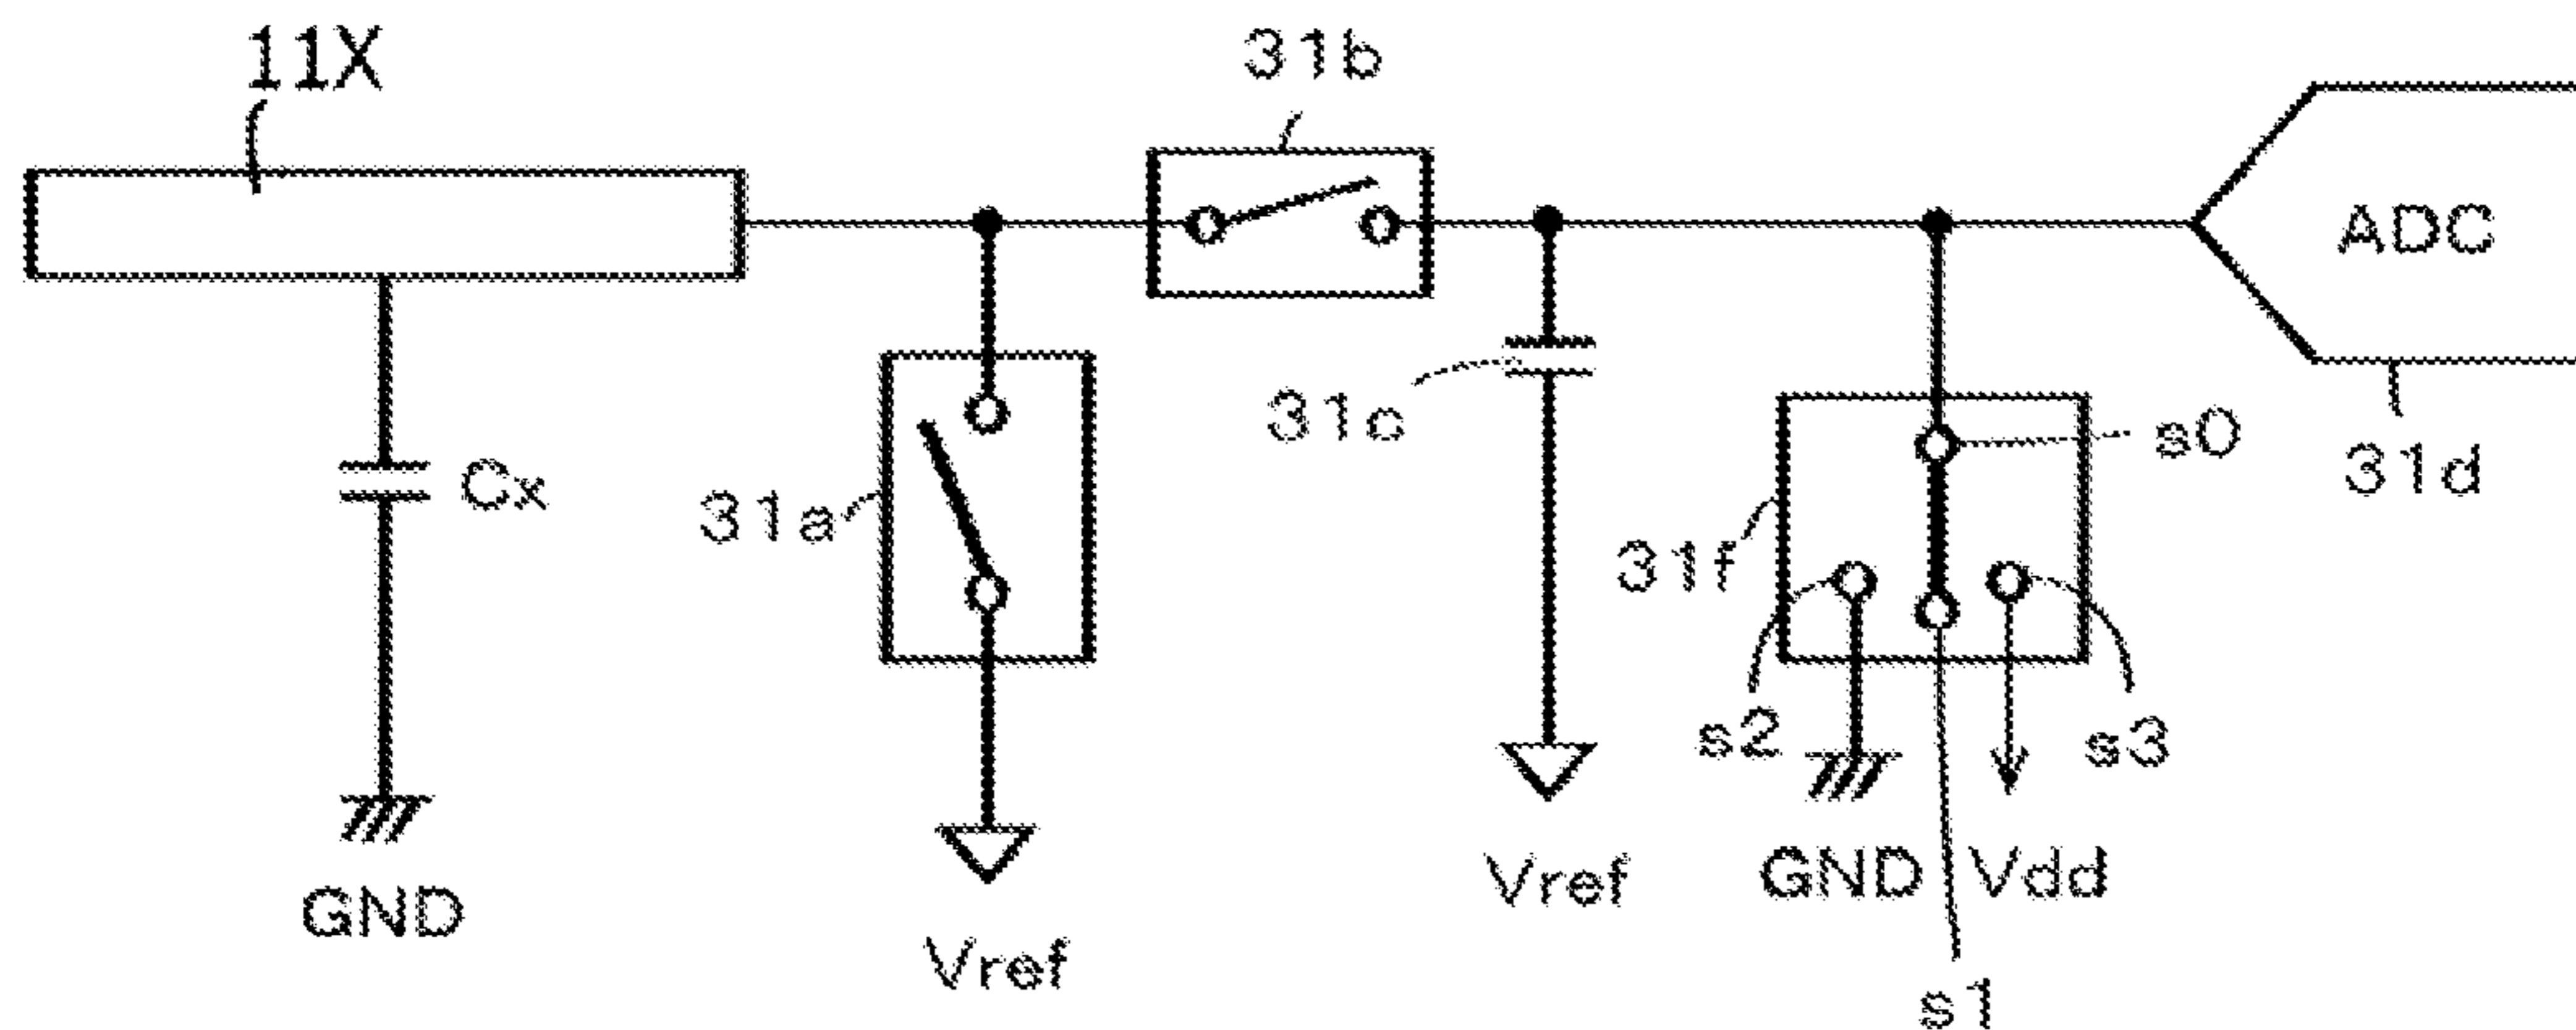 11X
31b
ADC
31c
s0
31d
Cx
31a
31f
s2
s3
GND
Vref
Vref
GND
Vdd
s1